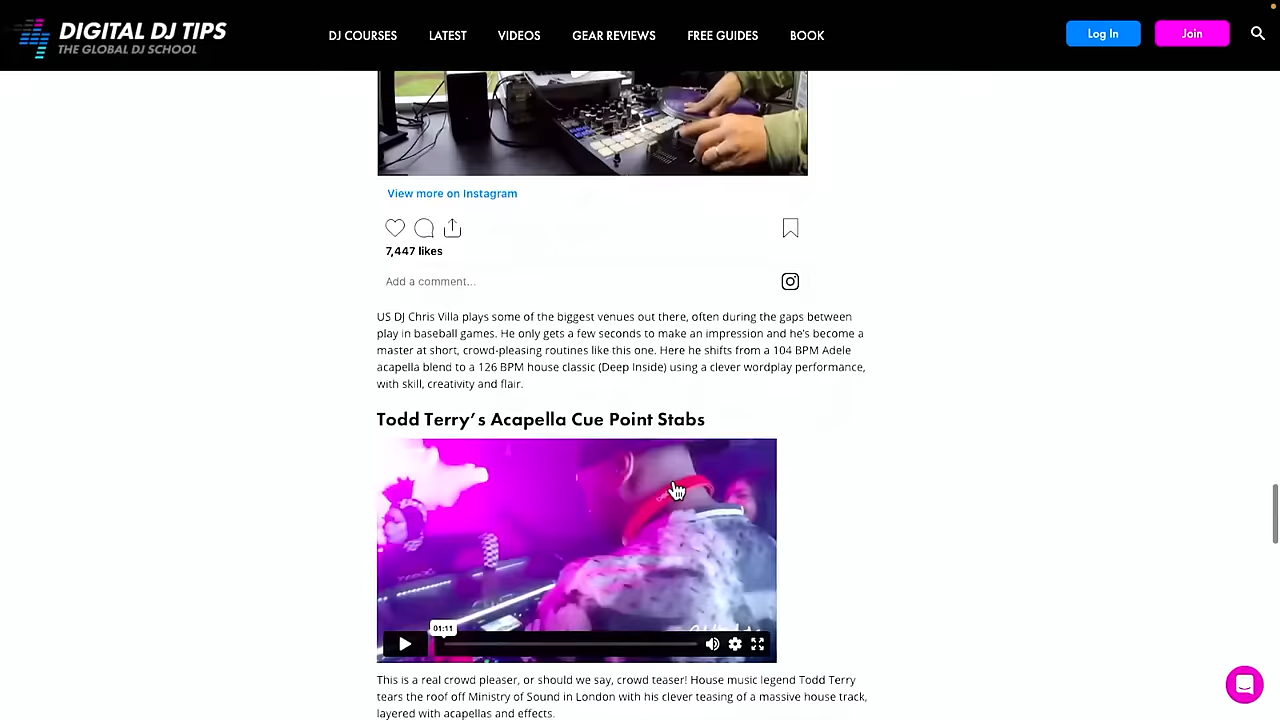 DIGITAL DJ TIPS
THE GLOBAL DJ SCHOOL
DJ COURSES
LATEST
VIDEOS
GEAR REVIEWS
FREE GUIDES
BOOK
Log In
Join
View more on Instagram
7,447 likes
Add a comment...
US DJ Chris Villa plays some of the biggest venues out there, often during the gaps between
play in baseball games. He only gets a few seconds to make an impression and he's become a
master at short, crowd-pleasing routines like this one. Here he shifts from a 104 BPM Adele
acapella blend to a 126 BPM house classic (Deep Inside) using a clever wordplay performance,
with skill, creativity and flair.
Todd Terry's Acapella Cue Point Stabs
01:11
This is a real crowd pleaser, or should we say, crowd teaser! House music legend Todd Terry
tears the roof off Ministry of Sound in London with his clever teasing of a massive house track,
layered with acapellas and effects.